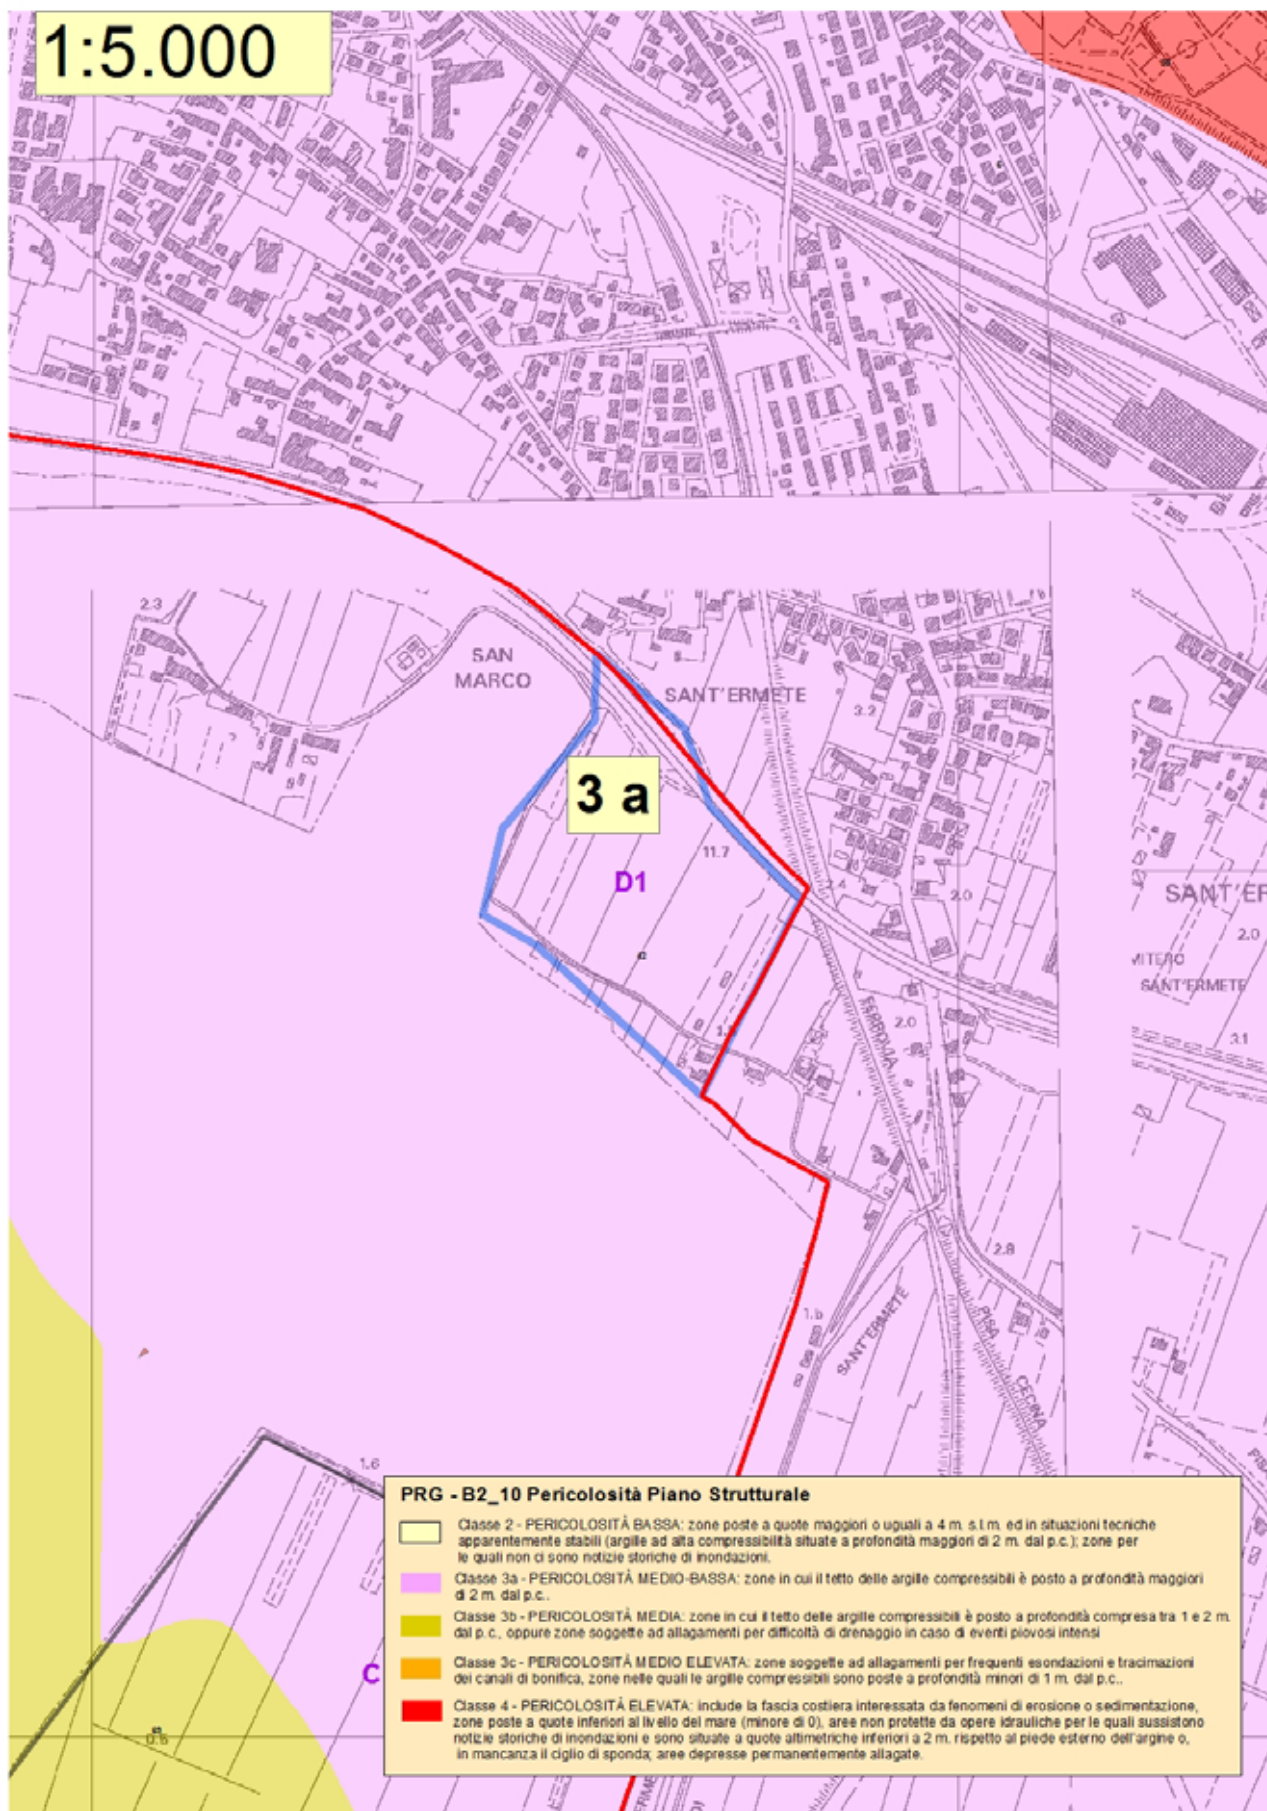 1:5.000
2.3
SAN
MARCO
SANT'ERMETE
3.2
3 a
11.7
D1
2.4
2.0
SANT'ER
2.0
MITERO
SANT'ERMETE
3.1
FERROVIA
2.0
2.8
SANT'ERMETE
PISA
CECINA
1.6
C
0.6
PRG - B2_10 Pericolosità Piano Strutturale
Classe 2 - PERICOLOSITÀ BASSA: zone poste a quote maggiori o uguali a 4 m. s.l.m. ed in situazioni tecniche
apparentemente stabili (argille ad alta compressibilità situate a profondità maggiori di 2 m. dal p.c.); zone per
le quali non ci sono notizie storiche di inondazioni.
Classe 3a - PERICOLOSITÀ MEDIO-BASSA: zone in cui il tetto delle argille compressibili è posto a profondità maggiori
di 2 m. dal p.c..
Classe 3b - PERICOLOSITÀ MEDIA: zone in cui il tetto delle argille compressibili è posto a profondità compresa tra 1 e 2 m.
dal p.c., oppure zone soggette ad allagamenti per difficoltà di drenaggio in caso di eventi piovosi intensi
Classe 3c - PERICOLOSITÀ MEDIO ELEVATA: zone soggette ad allagamenti per frequenti esondazioni e tracimazioni
dei canali di bonifica, zone nelle quali le argille compressibili sono poste a profondità minori di 1 m. dal p.c..
Classe 4 - PERICOLOSITÀ ELEVATA: include la fascia costiera interessata da fenomeni di erosione o sedimentazione,
zone poste a quote inferiori al livello del mare (minore di 0), aree non protette da opere idrauliche per le quali sussistono
notizie storiche di inondazioni e sono situate a quote altimetriche inferiori a 2 m. rispetto al piede esterno dell'argine o,
in mancanza il ciglio di sponda; aree depresse permanentemente allagate.